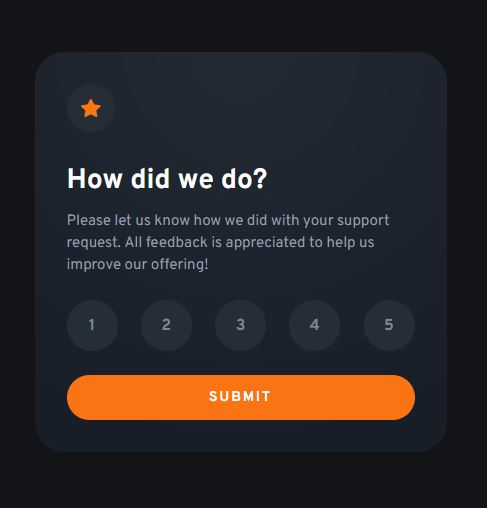 How did we do?
Please let us know how we did with your support
request. All feedback is appreciated to help us
improve our offering!
1 2 3 4 5
SUBMIT